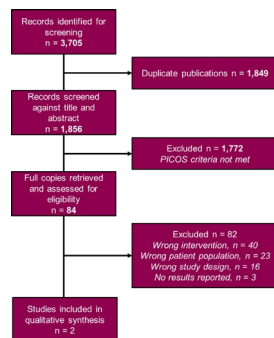 Records identified for
screening
n = 3,705
Duplicate publications n = 1,849
Records screened
against title and
abstract
n = 1,856
Excluded n = 1,772
PICOS criteria not met
Full copies retrieved
and assessed for
eligibility
n = 84
Excluded n = 82
Wrong intervention, n = 40
Wrong patient population, n = 23
Wrong study design, n = 16
No results reported, n = 3
Studies included in
qualitative synthesis
n = 2